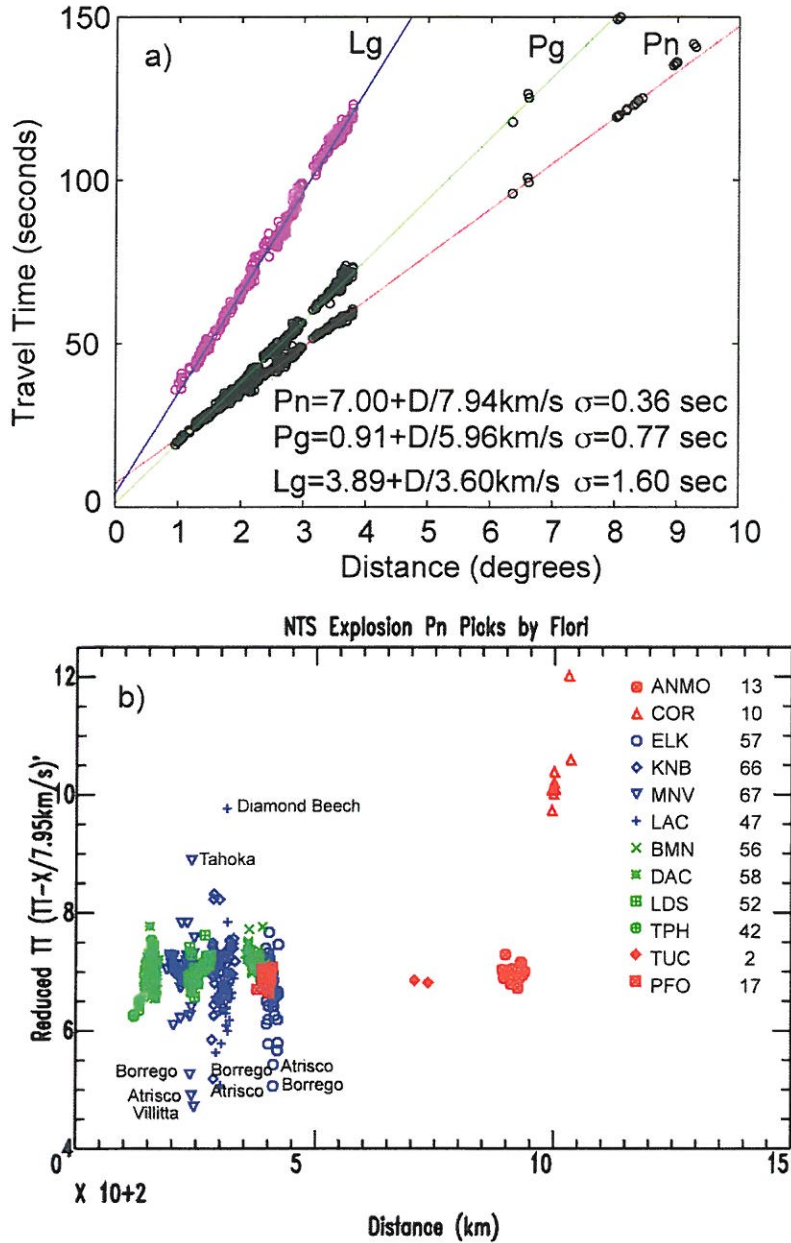 150
a)
Lg
Pg
Pn
100
50
0
Travel Time (seconds)
Pn=7.00+D/7.94km/s σ=0.36 sec
Pg=0.91+D/5.96km/s σ=0.77 sec
Lg=3.89+D/3.60km/s σ=1.60 sec
0 1 2 3 4 5 6 7 8 9 10
Distance (degrees)
NTS Explosion Pn Picks by Flori
b)
12
10
8
6
4
Reduced TT (TT-X/7.95km/s)'
ANMO 13
COR 10
ELK 57
KNB 66
MNV 67
LAC 47
BMN 56
DAC 58
LDS 52
TPH 42
TUC 2
PFO 17
Diamond Beech
Tahoka
Borrego
Atrisco
Villitta
Borrego
Atrisco
Atrisco
Borrego
0 5 10 15
X 10+2
Distance (km)